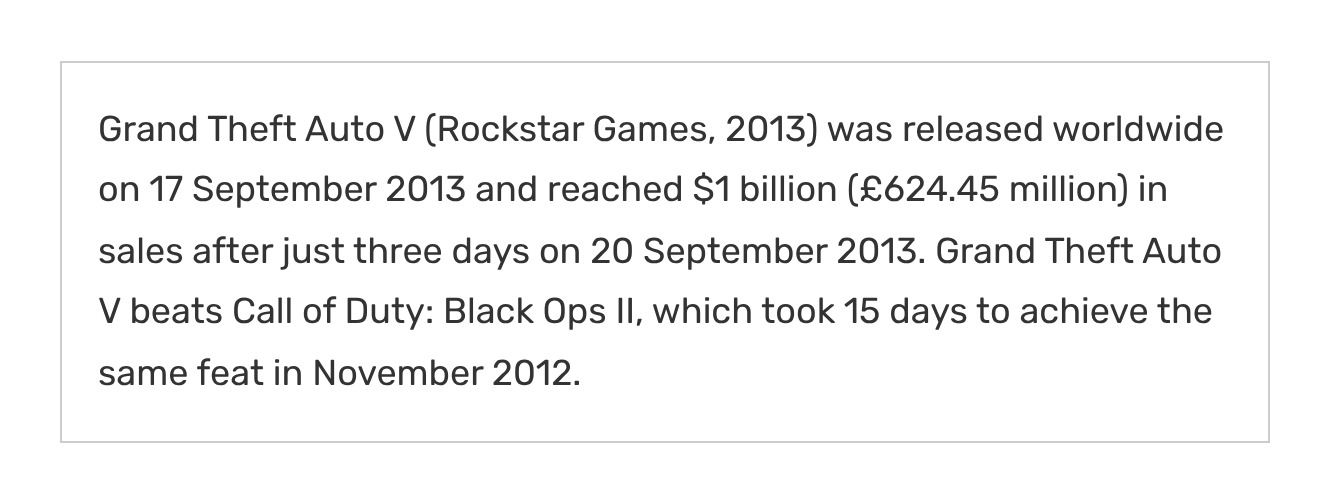 Grand Theft Auto V (Rockstar Games, 2013) was released worldwide
on 17 September 2013 and reached $1 billion (£624.45 million) in
sales after just three days on 20 September 2013. Grand Theft Auto
V beats Call of Duty: Black Ops II, which took 15 days to achieve the
same feat in November 2012.